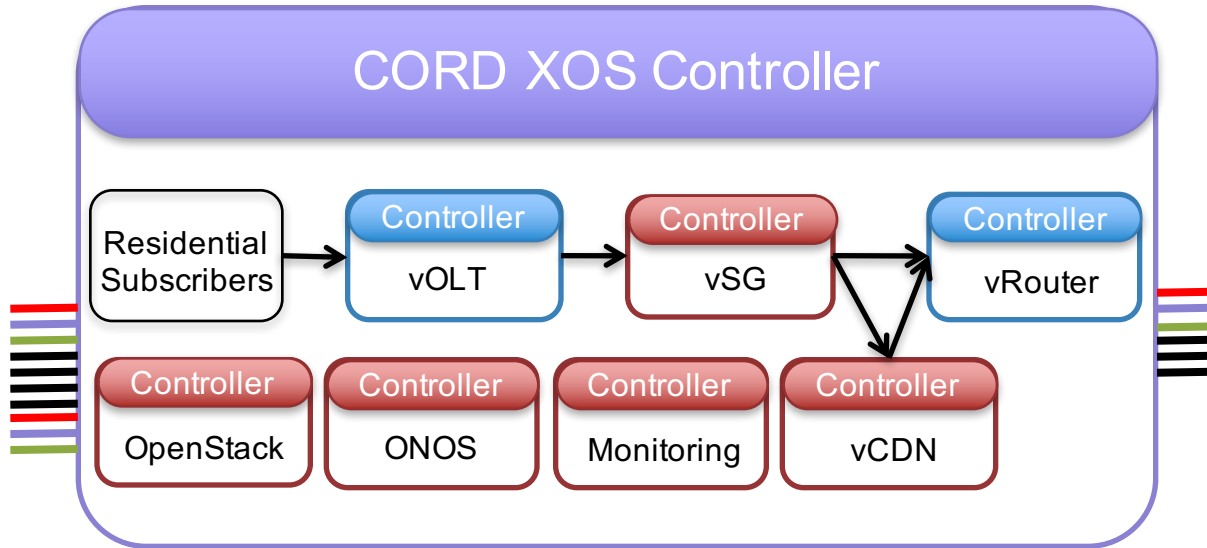 CORD XOS Controller
Residential
Subscribers
Controller
vOLT
Controller
vSG
Controller
vRouter
Controller
OpenStack
Controller
ONOS
Controller
Monitoring
Controller
vCDN